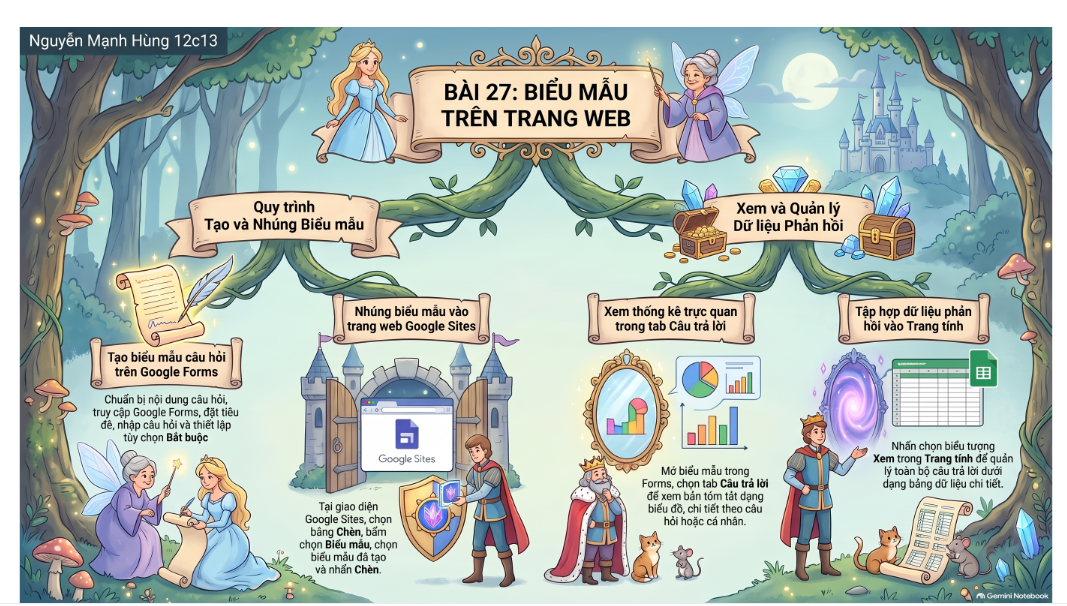 Nguyễn Mạnh Hùng 12c13
BÀI 27: BIỂU MẪU
TRÊN TRANG WEB
Quy trình
Tạo và Nhúng Biểu mẫu
Xem và Quản lý
Dữ liệu Phản hồi
Tạo biểu mẫu câu hỏi
trên Google Forms
Chuẩn bị nội dung câu hỏi,
truy cập Google Forms, đặt tiêu
đề, nhập câu hỏi và thiết lập
tùy chọn Bắt buộc
Nhúng biểu mẫu vào
trang web Google Sites
Google Sites
Tại giao diện
Google Sites, chọn
bảng Chèn, bấm
chọn Biểu mẫu, chọn
biểu mẫu đã tạo
và nhấn Chèn.
Xem thống kê trực quan
trong tab Câu trả lời
Mở biểu mẫu trong
Forms, chọn tab Câu trả lời
để xem bản tóm tắt dạng
biểu đồ, chi tiết theo câu
hỏi hoặc cá nhân.
Tập hợp dữ liệu phản
hồi vào Trang tính
Nhấn chọn biểu tượng
Xem trong Trang tính để quản
lý toàn bộ câu trả lời dưới
dạng bảng dữ liệu chi tiết.
Gemini Notebook